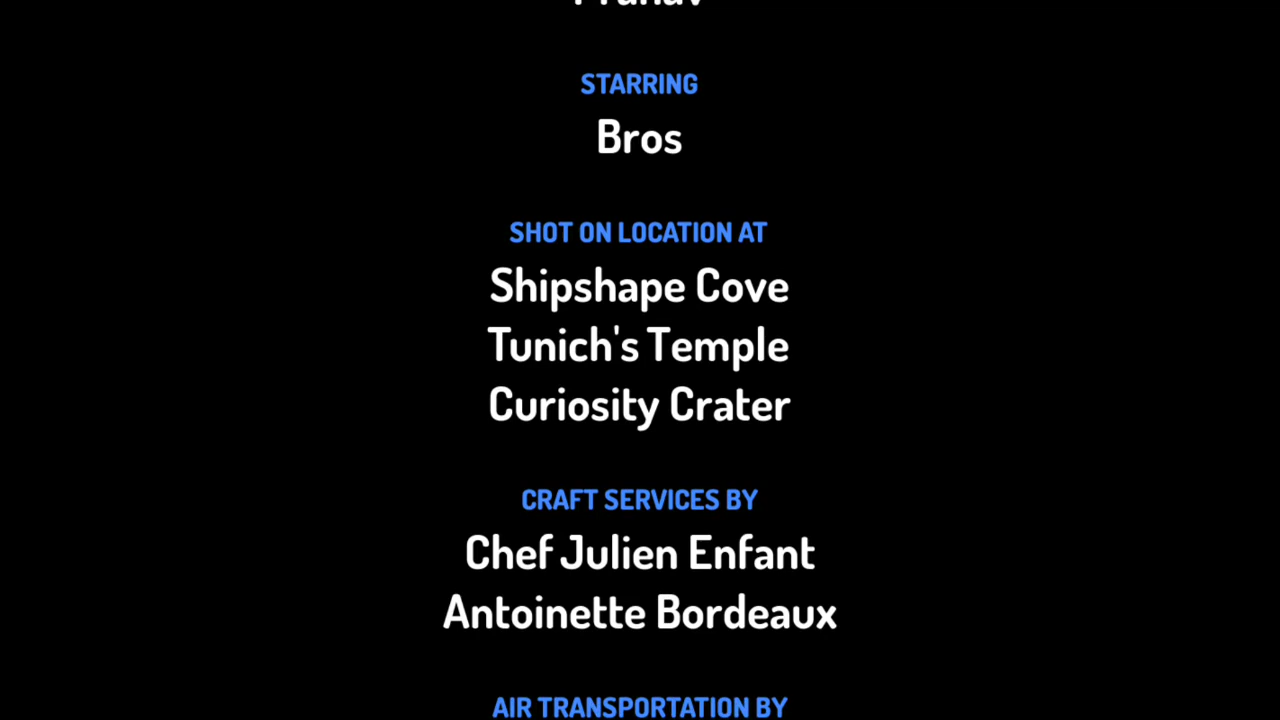 STARRING
Bros
SHOT ON LOCATION AT
Shipshape Cove
Tunich's Temple
Curiosity Crater
CRAFT SERVICES BY
Chef Julien Enfant
Antoinette Bordeaux
AIR TRANSPORTATION BY